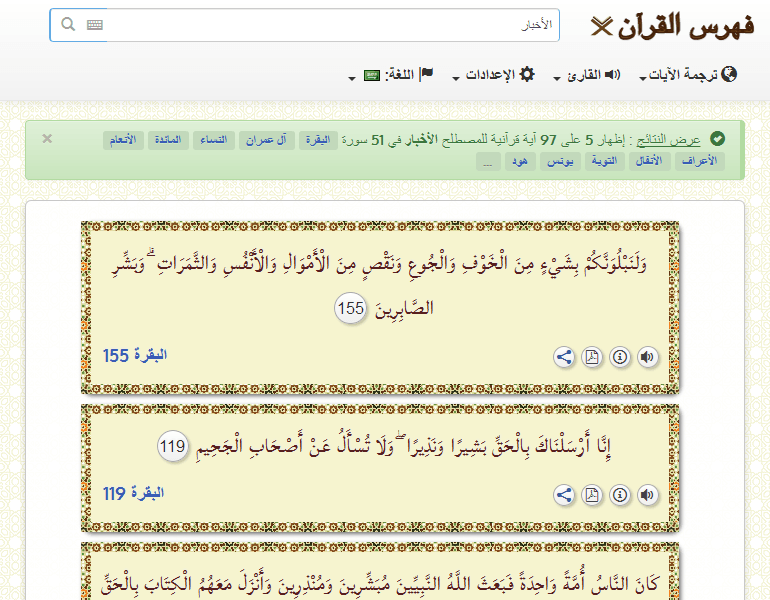 فهرس القرآن
الأخبار
ترجمة الآيات
القارئ
الإعدادات
اللغة:
عرض النتائج : إظهار 5 على 97 آية قرآنية للمصطلح الأخبار في 51 سورة البقرة آل عمران النساء المائدة الأنعام ×
الأعراف الأنفال التوبة يونس هود ...
وَلَنَبْلُوَنَّكُمْ بِشَيْءٍ مِنَ الْخَوْفِ وَالْجُوعِ وَنَقْصٍ مِنَ الْأَمْوَالِ وَالْأَنْفُسِ وَالثَّمَرَاتِ ۗ وَبَشِّرِ
الصَّابِرِينَ 155
البقرة 155
إِنَّا أَرْسَلْنَاكَ بِالْحَقِّ بَشِيرًا وَنَذِيرًا ۖ وَلَا تُسْأَلُ عَنْ أَصْحَابِ الْجَحِيمِ 119
البقرة 119
كَانَ النَّاسُ أُمَّةً وَاحِدَةً فَبَعَثَ اللَّهُ النَّبِيِّينَ مُبَشِّرِينَ وَمُنْذِرِينَ وَأَنْزَلَ مَعَهُمُ الْكِتَابَ بِالْحَقِّ